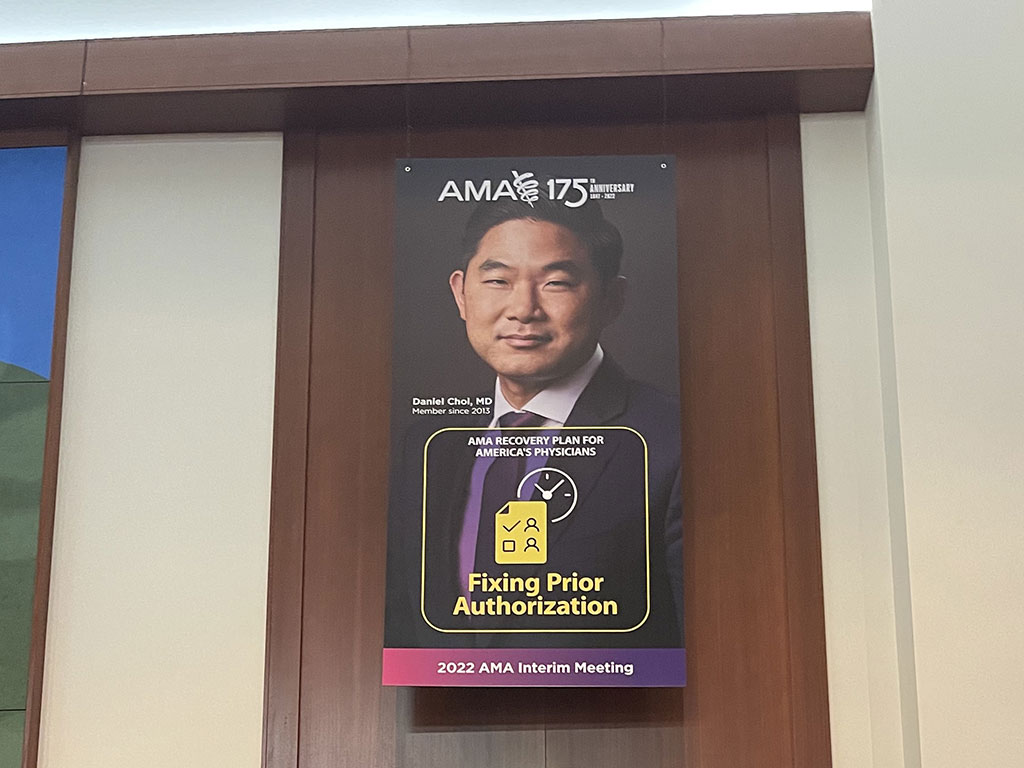 AMA 175TH ANNIVERSARY
1847 • 2022
Daniel Choi, MD
Member since 2013
AMA RECOVERY PLAN FOR
AMERICA'S PHYSICIANS
Fixing Prior
Authorization
2022 AMA Interim Meeting